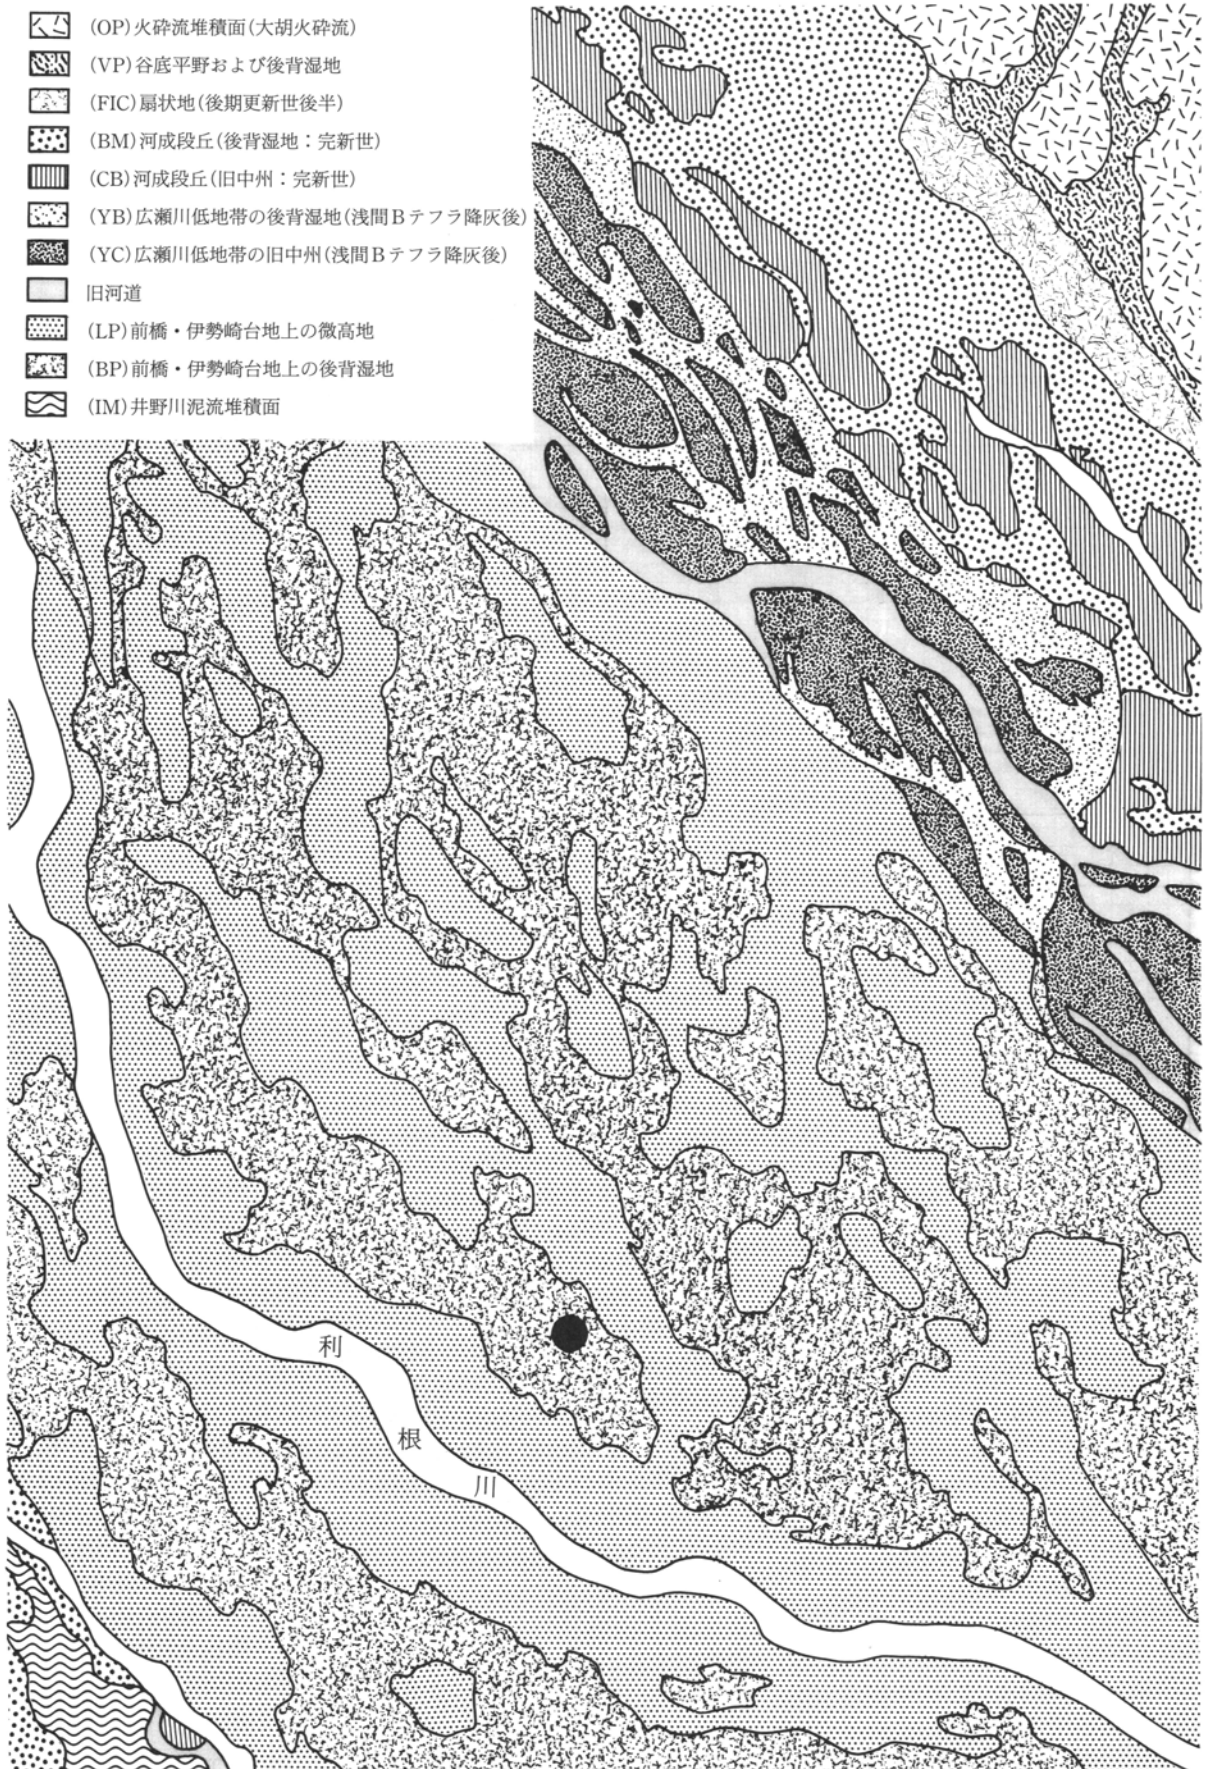 (OP)火砕流堆積面(大胡火砕流)
(VP)谷底平野および後背湿地
(FIC)扇状地(後期更新世後半)
(BM)河成段丘(後背湿地：完新世)
(CB)河成段丘(旧中州：完新世)
(YB)広瀬川低地帯の後背湿地(浅間Bテフラ降灰後)
(YC)広瀬川低地帯の旧中州(浅間Bテフラ降灰後)
旧河道
(LP)前橋・伊勢崎台地上の微高地
(BP)前橋・伊勢崎台地上の後背湿地
(IM)井野川泥流堆積面
利
根
川